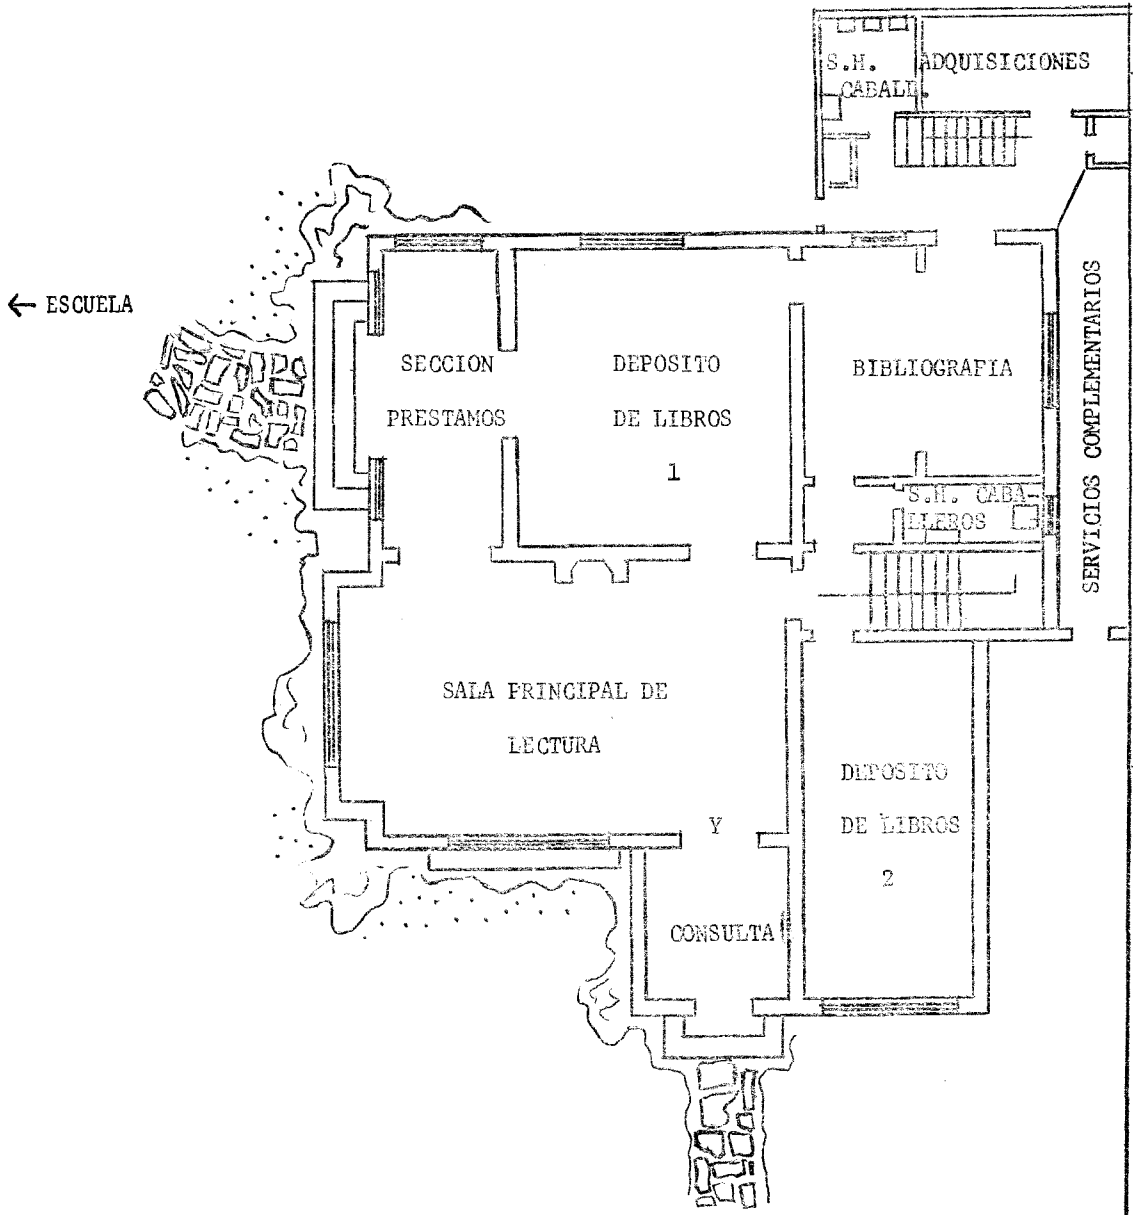 S.H. ADQUISICIONES
CABALL.
← ESCUELA
SECCION
PRESTAMOS
DEPOSITO
DE LIBROS
1
BIBLIOGRAFIA
SERVICIOS COMPLEMENTARIOS
S.H. CABA-
LLEROS
SALA PRINCIPAL DE
LECTURA
Y
CONSULTA
DEPOSITO
DE LIBROS
2